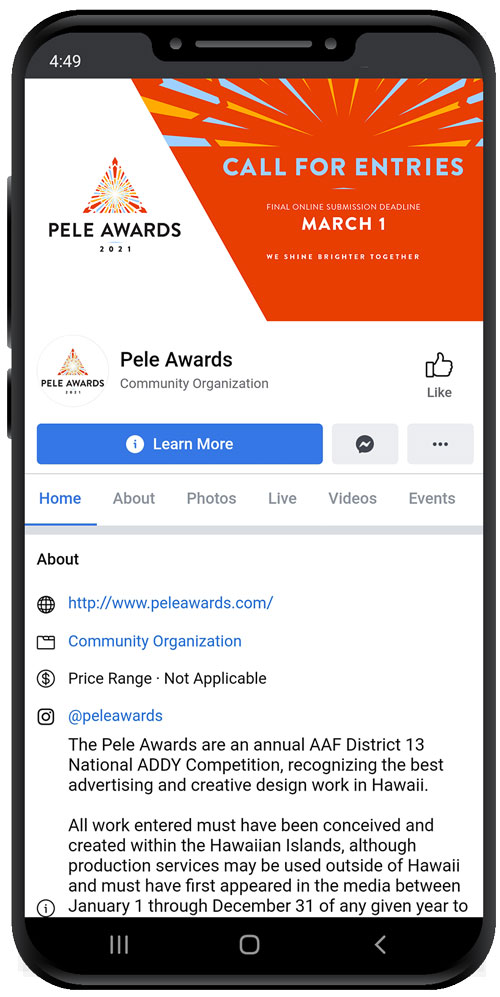 4:49
CALL FOR ENTRIES
FINAL ONLINE SUBMISSION DEADLINE
MARCH 1
WE SHINE BRIGHTER TOGETHER
PELE AWARDS
2021
PELE AWARDS
2021
Pele Awards
Community Organization
Like
Learn More
Home About Photos Live Videos Events
About
http://www.peleawards.com/
Community Organization
Price Range · Not Applicable
@peleawards
The Pele Awards are an annual AAF District 13
National ADDY Competition, recognizing the best
advertising and creative design work in Hawaii.
All work entered must have been conceived and
created within the Hawaiian Islands, although
production services may be used outside of Hawaii
and must have first appeared in the media between
January 1 through December 31 of any given year to